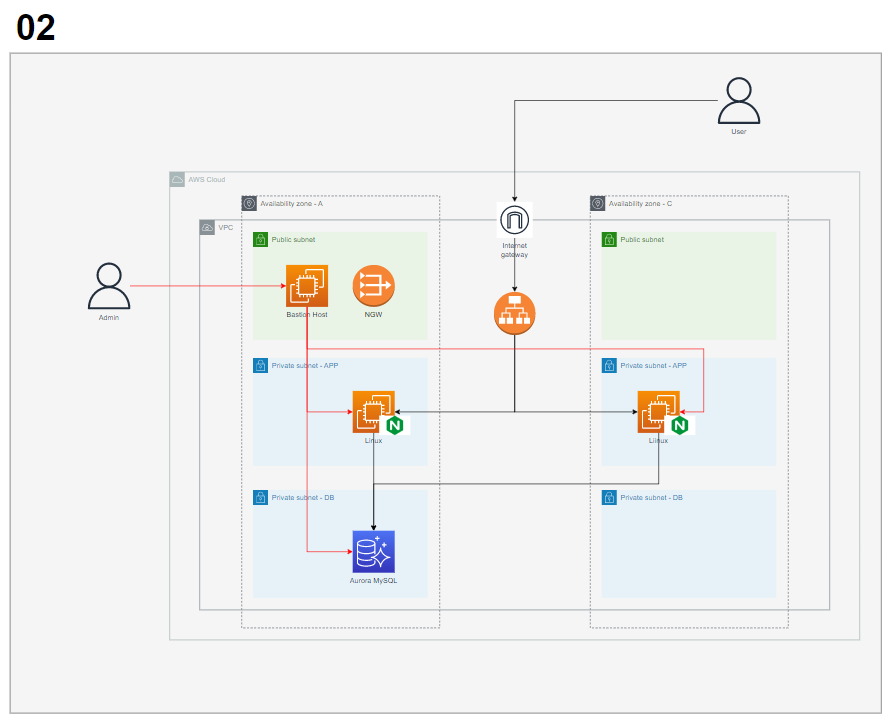 02
User
AWS Cloud
Availability zone - A
Availability zone - C
VPC
Public subnet
Internet
gateway
Public subnet
Bastion Host
NGW
Admin
Private subnet - APP
Private subnet - APP
Linux
Linux
Private subnet - DB
Private subnet - DB
Aurora MySQL